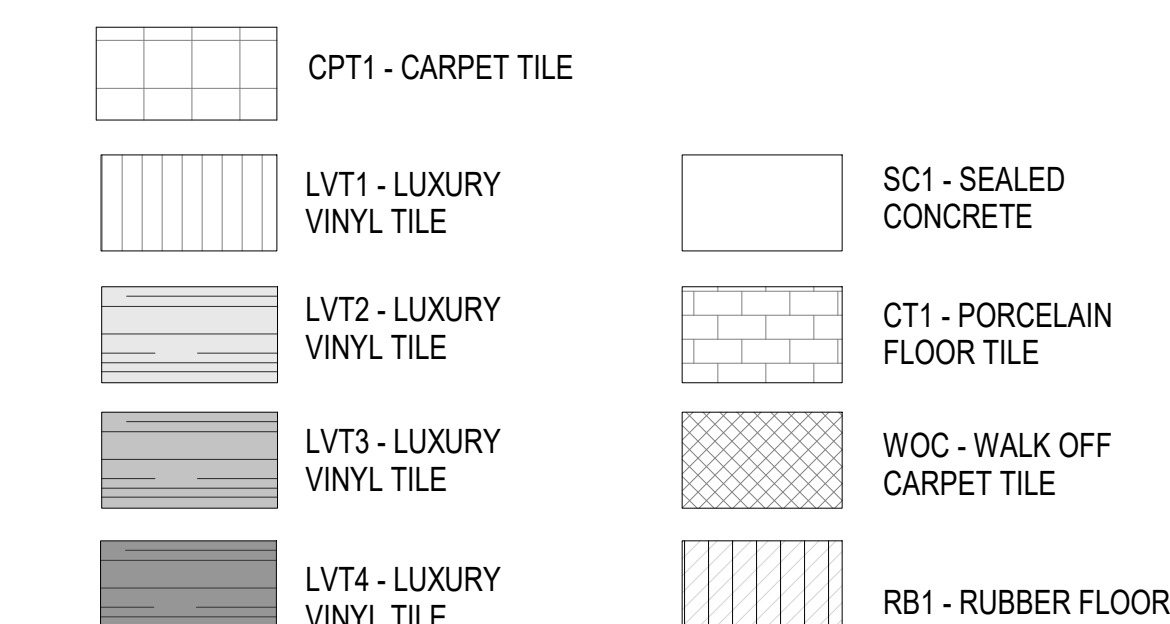 CPT1 - CARPET TILE
LVT1 - LUXURY
VINYL TILE
LVT2 - LUXURY
VINYL TILE
LVT3 - LUXURY
VINYL TILE
LVT4 - LUXURY
VINYL TILE
SC1 - SEALED
CONCRETE
CT1 - PORCELAIN
FLOOR TILE
WOC - WALK OFF
CARPET TILE
RB1 - RUBBER FLOOR